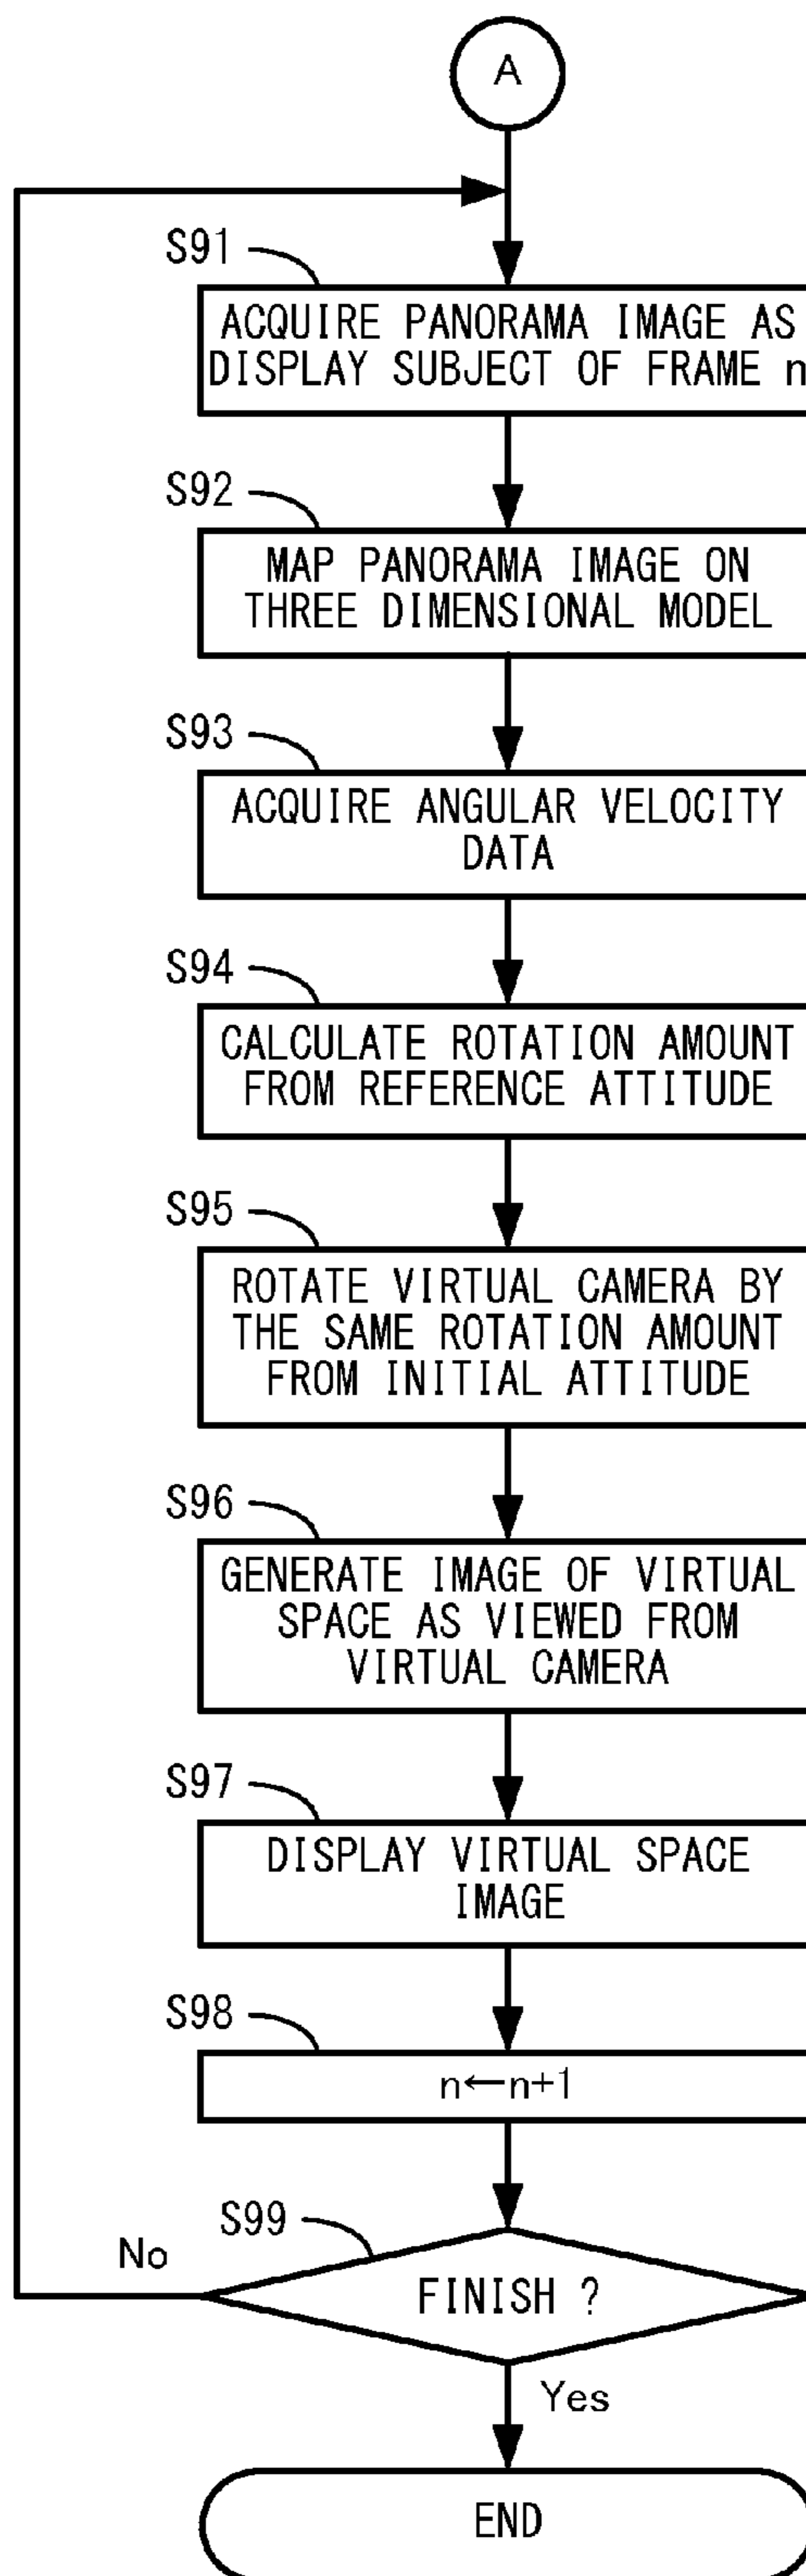 A
S91
ACQUIRE PANORAMA IMAGE AS
DISPLAY SUBJECT OF FRAME n
S92
MAP PANORAMA IMAGE ON
THREE DIMENSIONAL MODEL
S93
ACQUIRE ANGULAR VELOCITY
DATA
S94
CALCULATE ROTATION AMOUNT
FROM REFERENCE ATTITUDE
S95
ROTATE VIRTUAL CAMERA BY
THE SAME ROTATION AMOUNT
FROM INITIAL ATTITUDE
S96
GENERATE IMAGE OF VIRTUAL
SPACE AS VIEWED FROM
VIRTUAL CAMERA
S97
DISPLAY VIRTUAL SPACE
IMAGE
S98
n←n+1
S99
No
FINISH ?
Yes
END